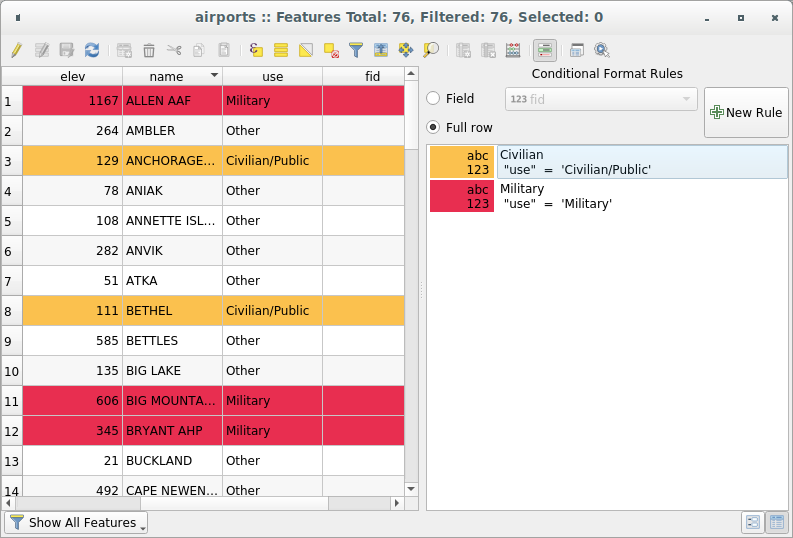 airports :: Features Total: 76, Filtered: 76, Selected: 0
elev name use fid
1 1167 ALLEN AAF Military
2 264 AMBLER Other
3 129 ANCHORAGE... Civilian/Public
4 78 ANIAK Other
5 108 ANNETTE ISL... Other
6 282 ANVIK Other
7 51 ATKA Other
8 111 BETHEL Civilian/Public
9 585 BETTLES Other
10 135 BIG LAKE Other
11 606 BIG MOUNTA... Military
12 345 BRYANT AHP Military
13 21 BUCKLAND Other
14 492 CAPE NEWEN... Other
Show All Features
Conditional Format Rules
Field 123 fid
Full row
New Rule
abc Civilian
123 "use" = 'Civilian/Public'
abc Military
123 "use" = 'Military'